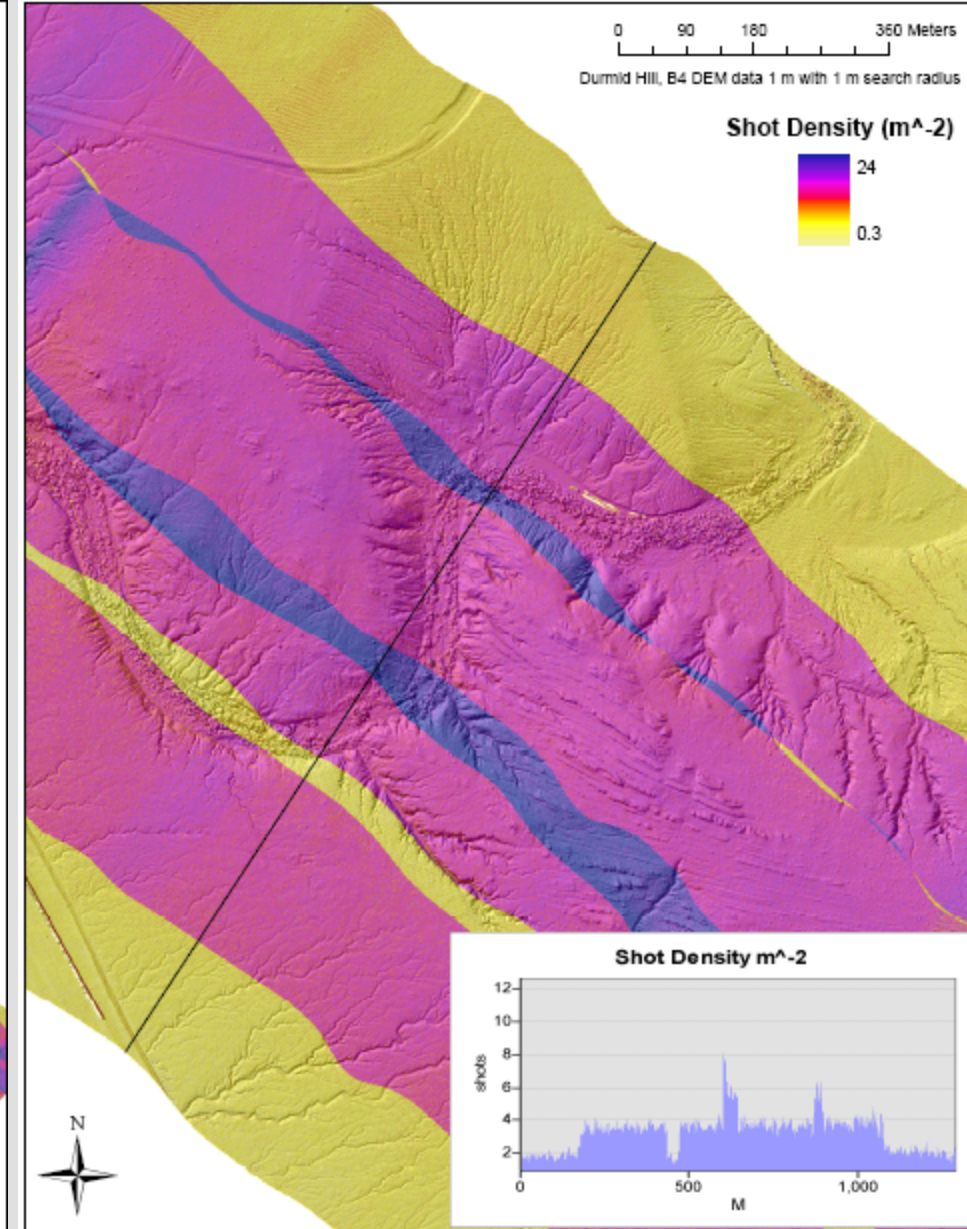 0 90 180 360 Meters
Durmid Hill, B4 DEM data 1 m with 1 m search radius
Shot Density (m^-2)
24
0.3
N
Shot Density m^-2
12
10
8
6
4
2
shots
0 500 1,000
M